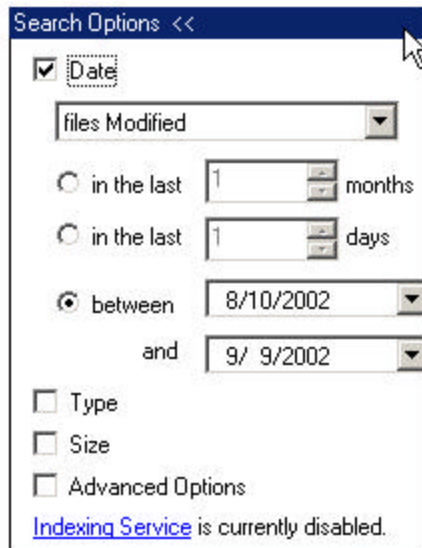 Search Options <<
Date
files Modified
in the last 1 months
in the last 1 days
between 8/10/2002
and 9/ 9/2002
Type
Size
Advanced Options
Indexing Service is currently disabled.